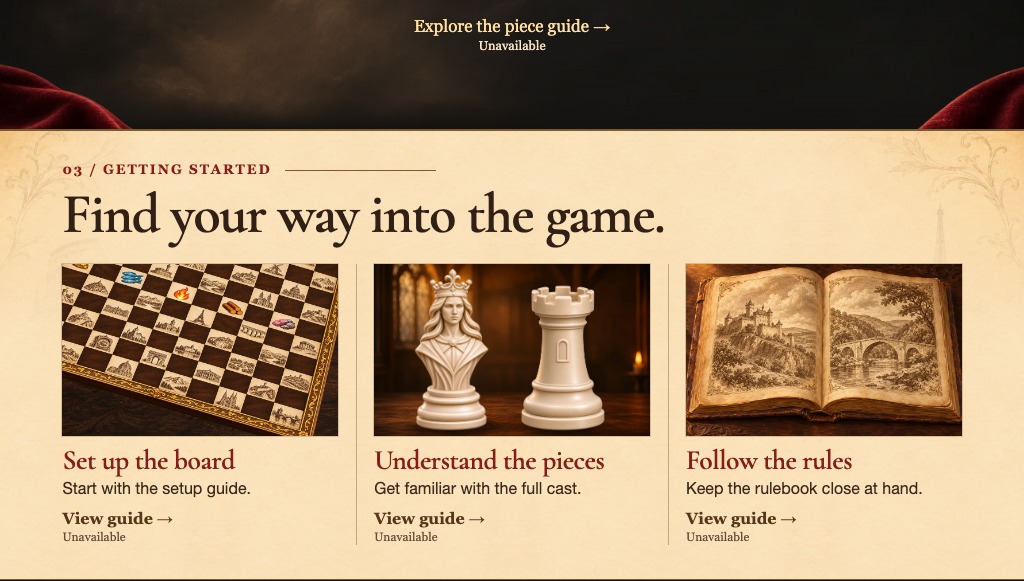 Explore the piece guide →
Unavailable
03 / GETTING STARTED
Find your way into the game.
Set up the board
Start with the setup guide.
View guide →
Unavailable
Understand the pieces
Get familiar with the full cast.
View guide →
Unavailable
Follow the rules
Keep the rulebook close at hand.
View guide →
Unavailable